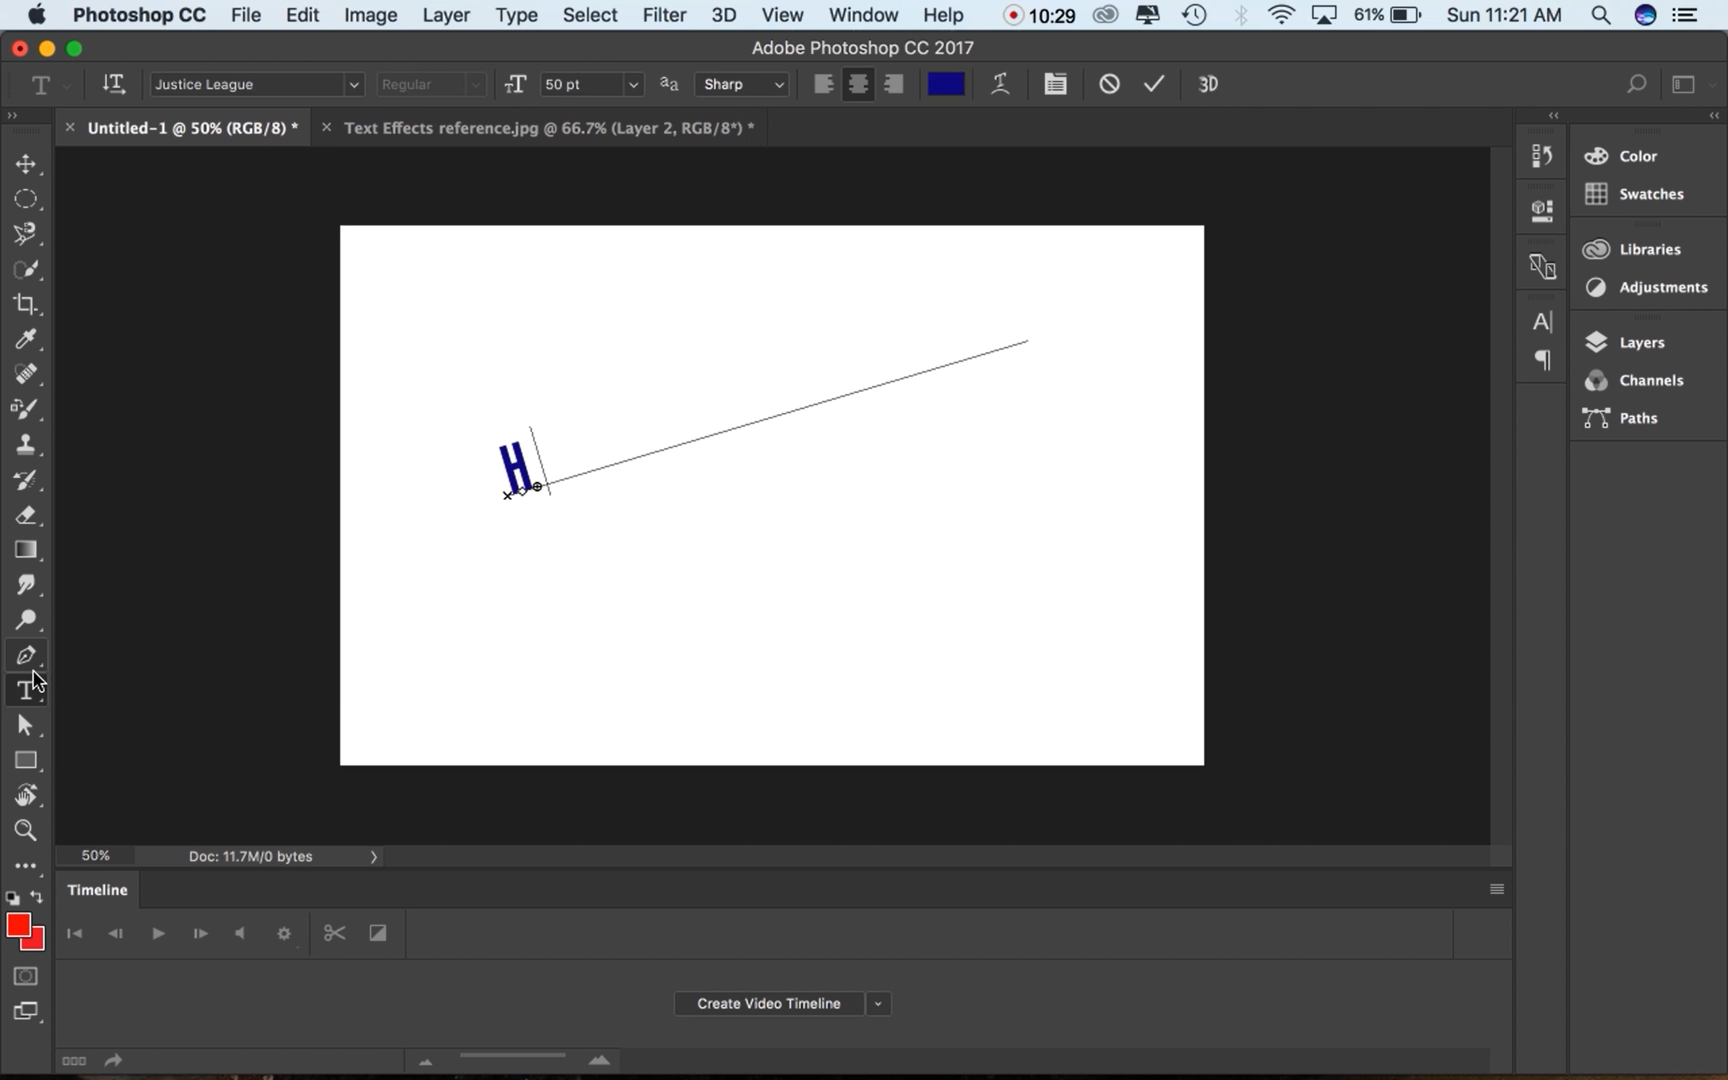 Photoshop CC File Edit Image Layer Type Select Filter 3D View Window Help 10:29 61% Sun 11:21 AM
Adobe Photoshop CC 2017
T Justice League Regular 50 pt aa Sharp 3D
Untitled-1 @ 50% (RGB/8) * Text Effects reference.jpg @ 66.7% (Layer 2, RGB/8*) *
Color
Swatches
Libraries
Adjustments
A|
Layers
Channels
Paths
H
T
50% Doc: 11.7M/0 bytes
Timeline
Create Video Timeline